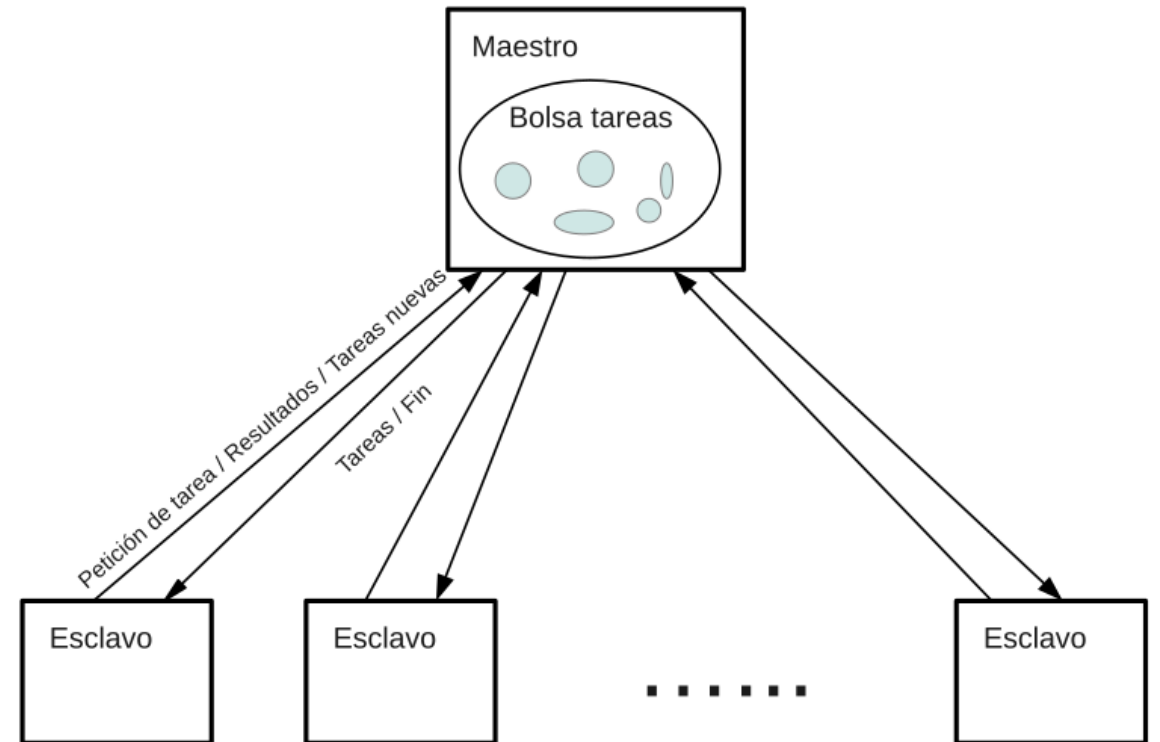 Maestro
Bolsa tareas
Petición de tarea / Resultados / Tareas nuevas
Tareas / Fin
Esclavo
Esclavo
Esclavo